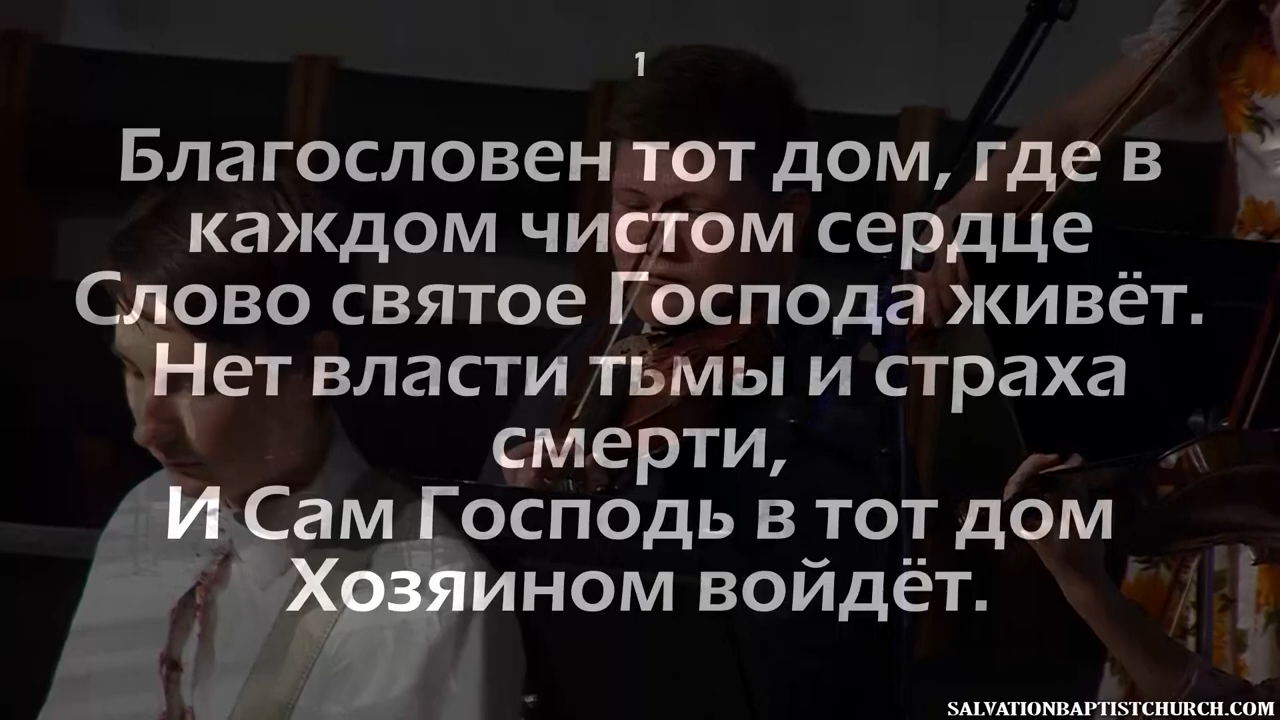 1
Благословен тот дом, где в
каждом чистом сердце
Слово святое Господа живёт.
Нет власти тьмы и страха
смерти,
И Сам Господь в тот дом
Хозяином войдёт.
SALVATIONBAPTISTCHURCH.COM